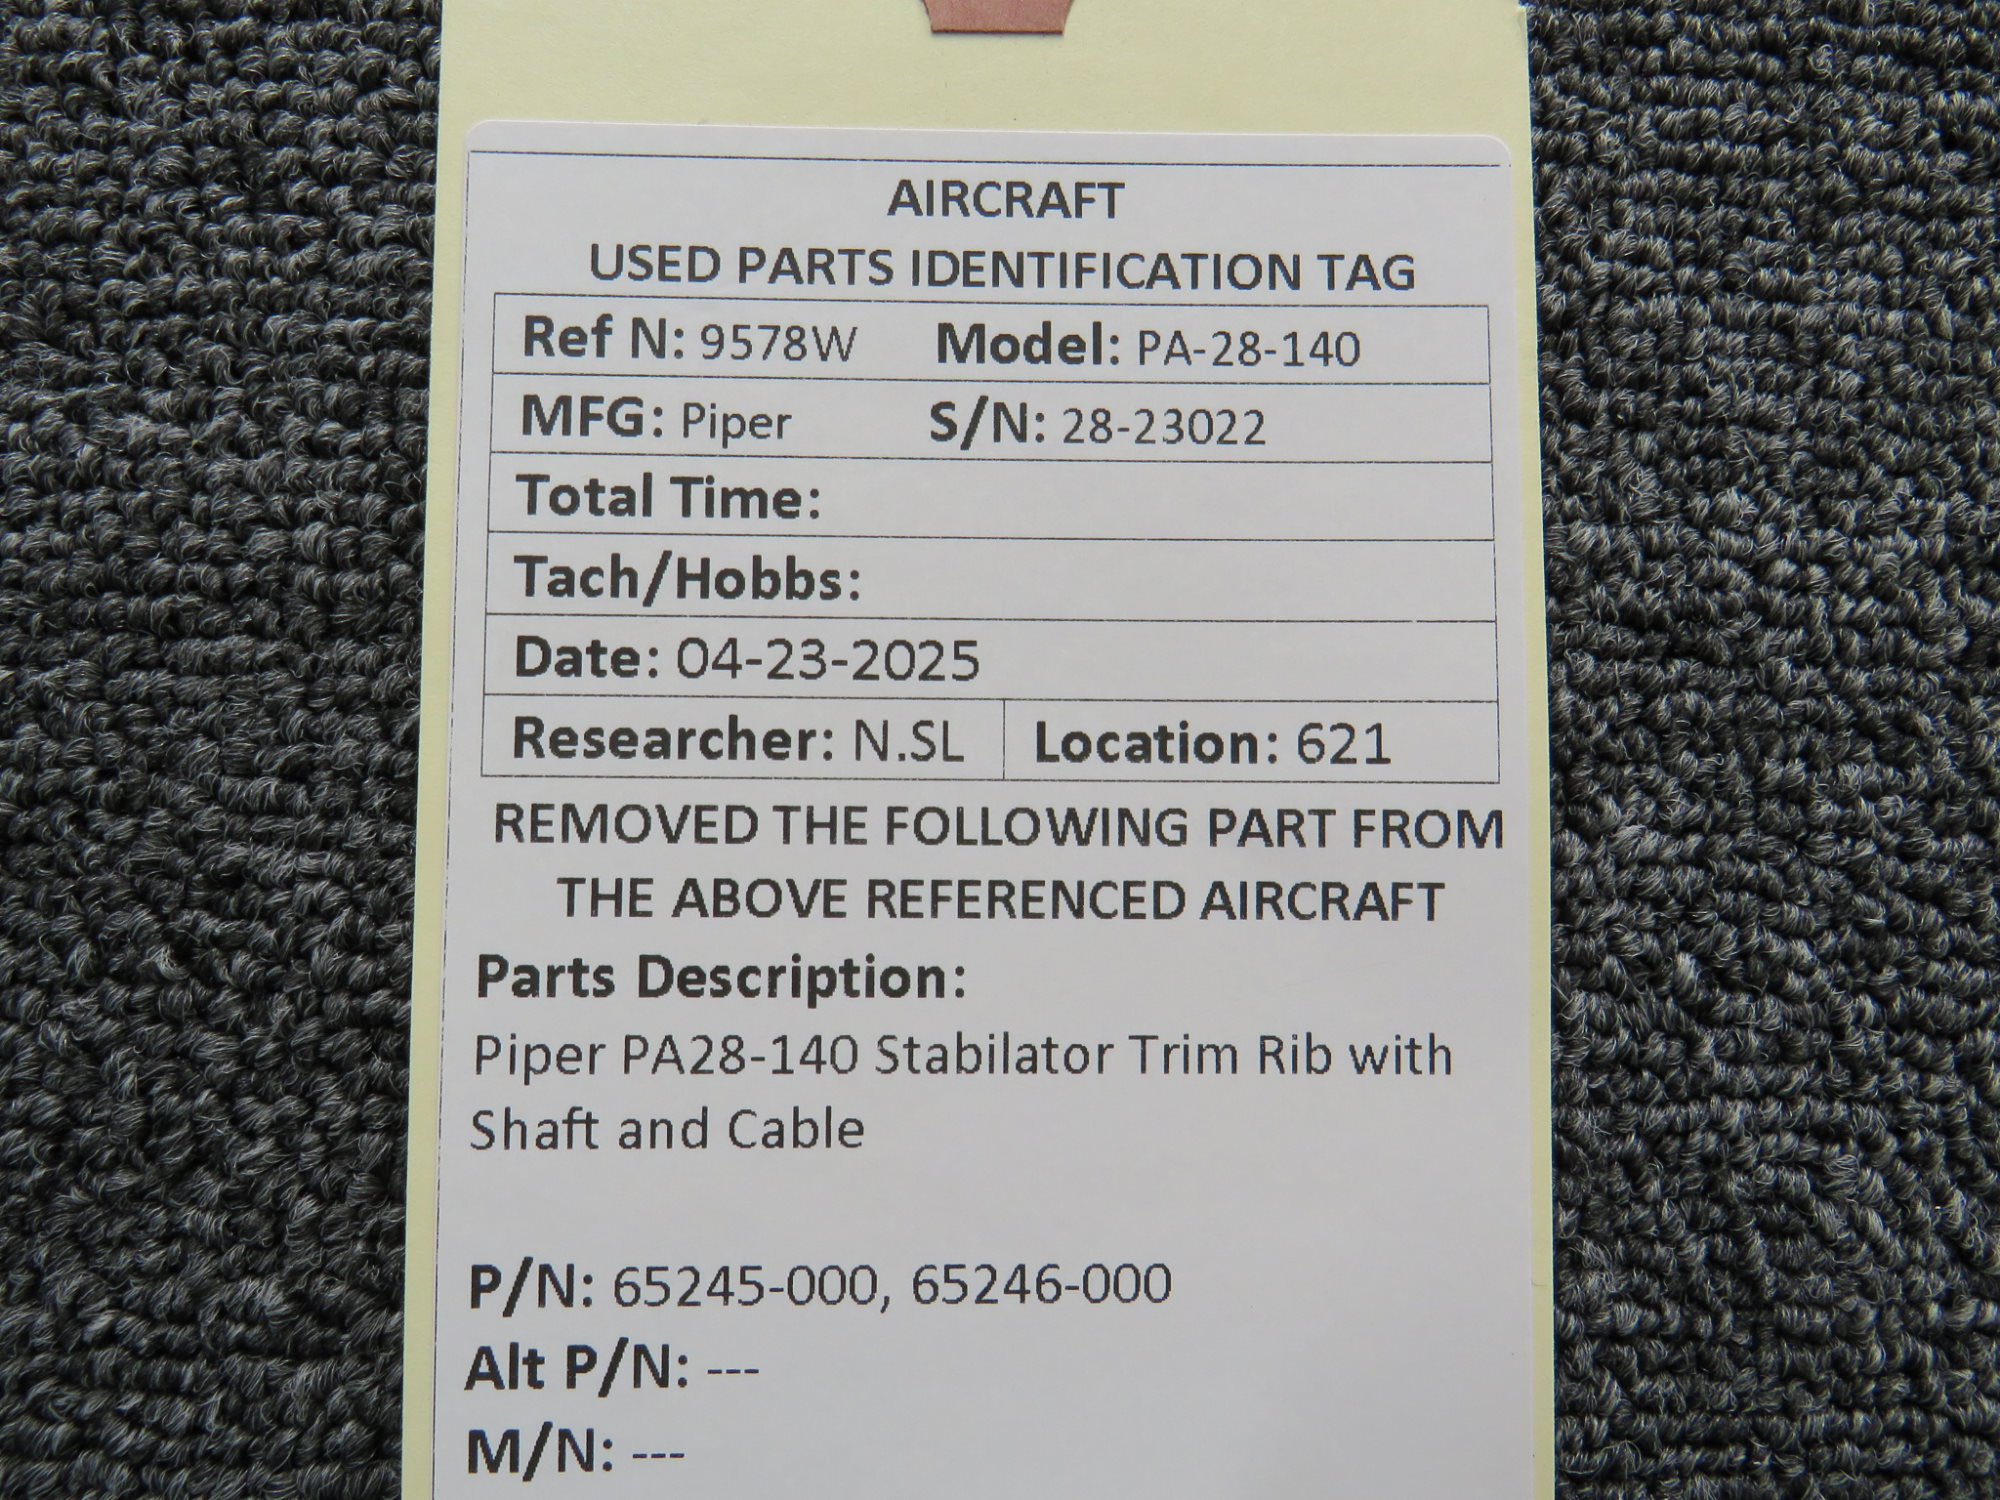 AIRCRAFT
USED PARTS IDENTIFICATION TAG
Ref N: 9578W Model: PA-28-140
MFG: Piper S/N: 28-23022
Total Time:
Tach/Hobbs:
Date: 04-23-2025
Researcher: N.SL Location: 621
REMOVED THE FOLLOWING PART FROM
THE ABOVE REFERENCED AIRCRAFT
Parts Description:
Piper PA28-140 Stabilator Trim Rib with
Shaft and Cable
P/N: 65245-000, 65246-000
Alt P/N: ---
M/N: ---